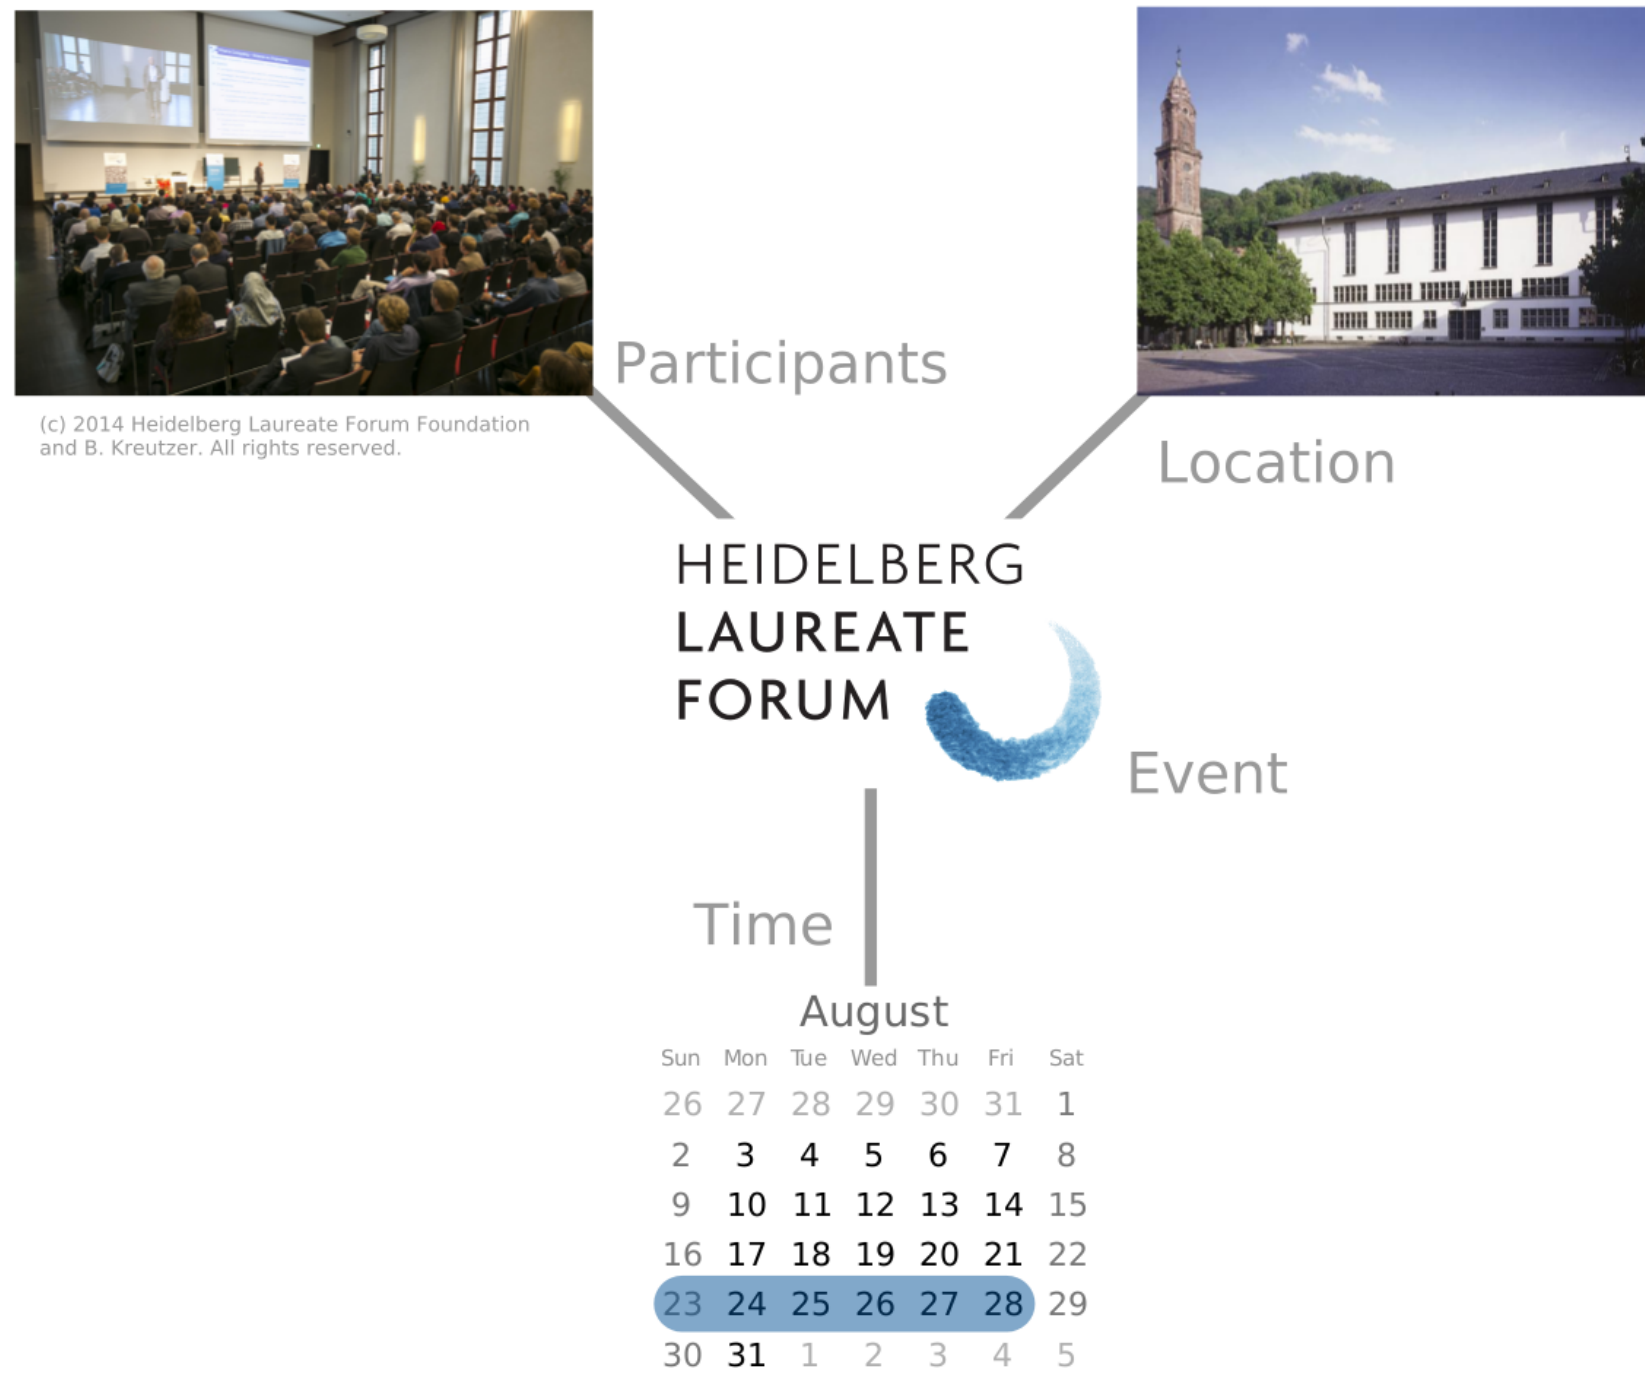 Participants
(c) 2014 Heidelberg Laureate Forum Foundation
and B. Kreutzer. All rights reserved.
Location
HEIDELBERG
LAUREATE
FORUM
Event
Time
August
Sun Mon Tue Wed Thu Fri Sat
26 27 28 29 30 31 1
2 3 4 5 6 7 8
9 10 11 12 13 14 15
16 17 18 19 20 21 22
23 24 25 26 27 28 29
30 31 1 2 3 4 5